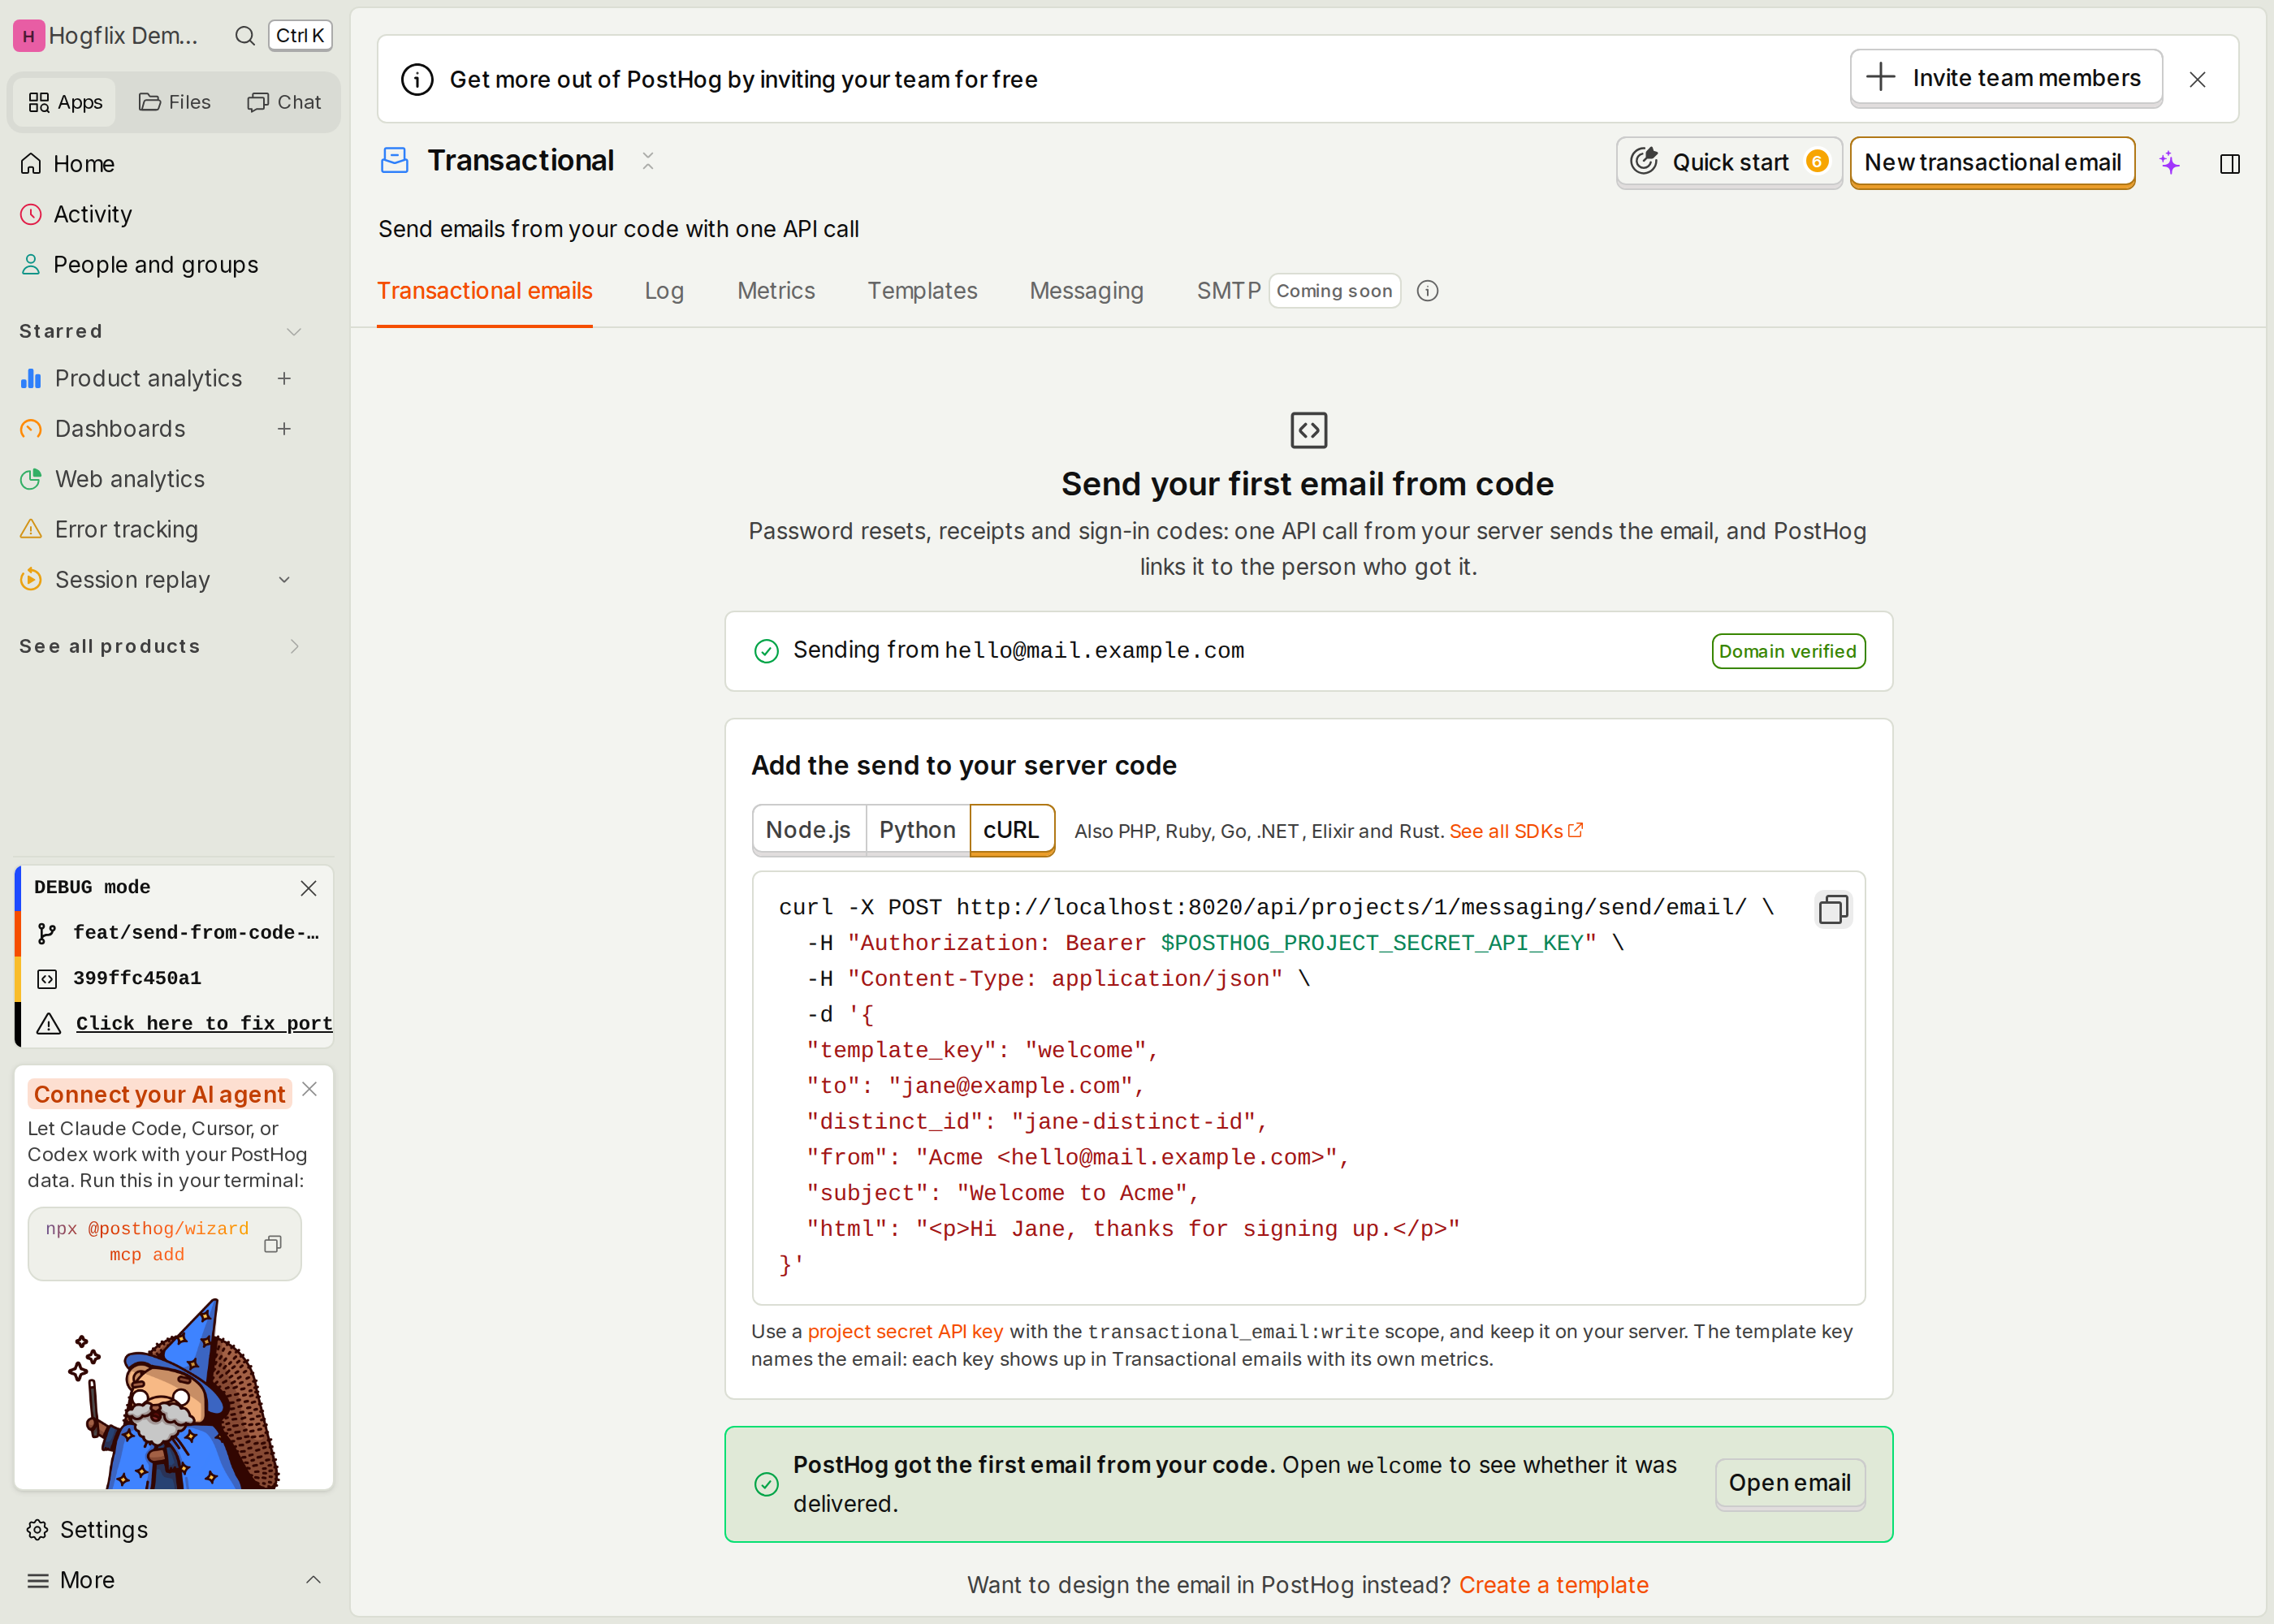 H Hogflix Dem... Ctrl K
Apps Files Chat
Home
Activity
People and groups
Starred
Product analytics
Dashboards
Web analytics
Error tracking
Session replay
See all products
DEBUG mode
feat/send-from-code-…
399ffc450a1
Click here to fix port
Connect your AI agent
Let Claude Code, Cursor, or
Codex work with your PostHog
data. Run this in your terminal:
npx @posthog/wizard
mcp add
Settings
More
Get more out of PostHog by inviting your team for free
Invite team members
Transactional
Quick start 6
New transactional email
Send emails from your code with one API call
Transactional emails Log Metrics Templates Messaging SMTP Coming soon
Send your first email from code
Password resets, receipts and sign-in codes: one API call from your server sends the email, and PostHog
links it to the person who got it.
Sending from hello@mail.example.com
Domain verified
Add the send to your server code
Node.js Python cURL Also PHP, Ruby, Go, .NET, Elixir and Rust. See all SDKs
curl -X POST http://localhost:8020/api/projects/1/messaging/send/email/ \
-H "Authorization: Bearer $POSTHOG_PROJECT_SECRET_API_KEY" \
-H "Content-Type: application/json" \
-d '{
"template_key": "welcome",
"to": "jane@example.com",
"distinct_id": "jane-distinct-id",
"from": "Acme <hello@mail.example.com>",
"subject": "Welcome to Acme",
"html": "<p>Hi Jane, thanks for signing up.</p>"
}'
Use a project secret API key with the transactional_email:write scope, and keep it on your server. The template key
names the email: each key shows up in Transactional emails with its own metrics.
PostHog got the first email from your code. Open welcome to see whether it was
delivered.
Open email
Want to design the email in PostHog instead? Create a template